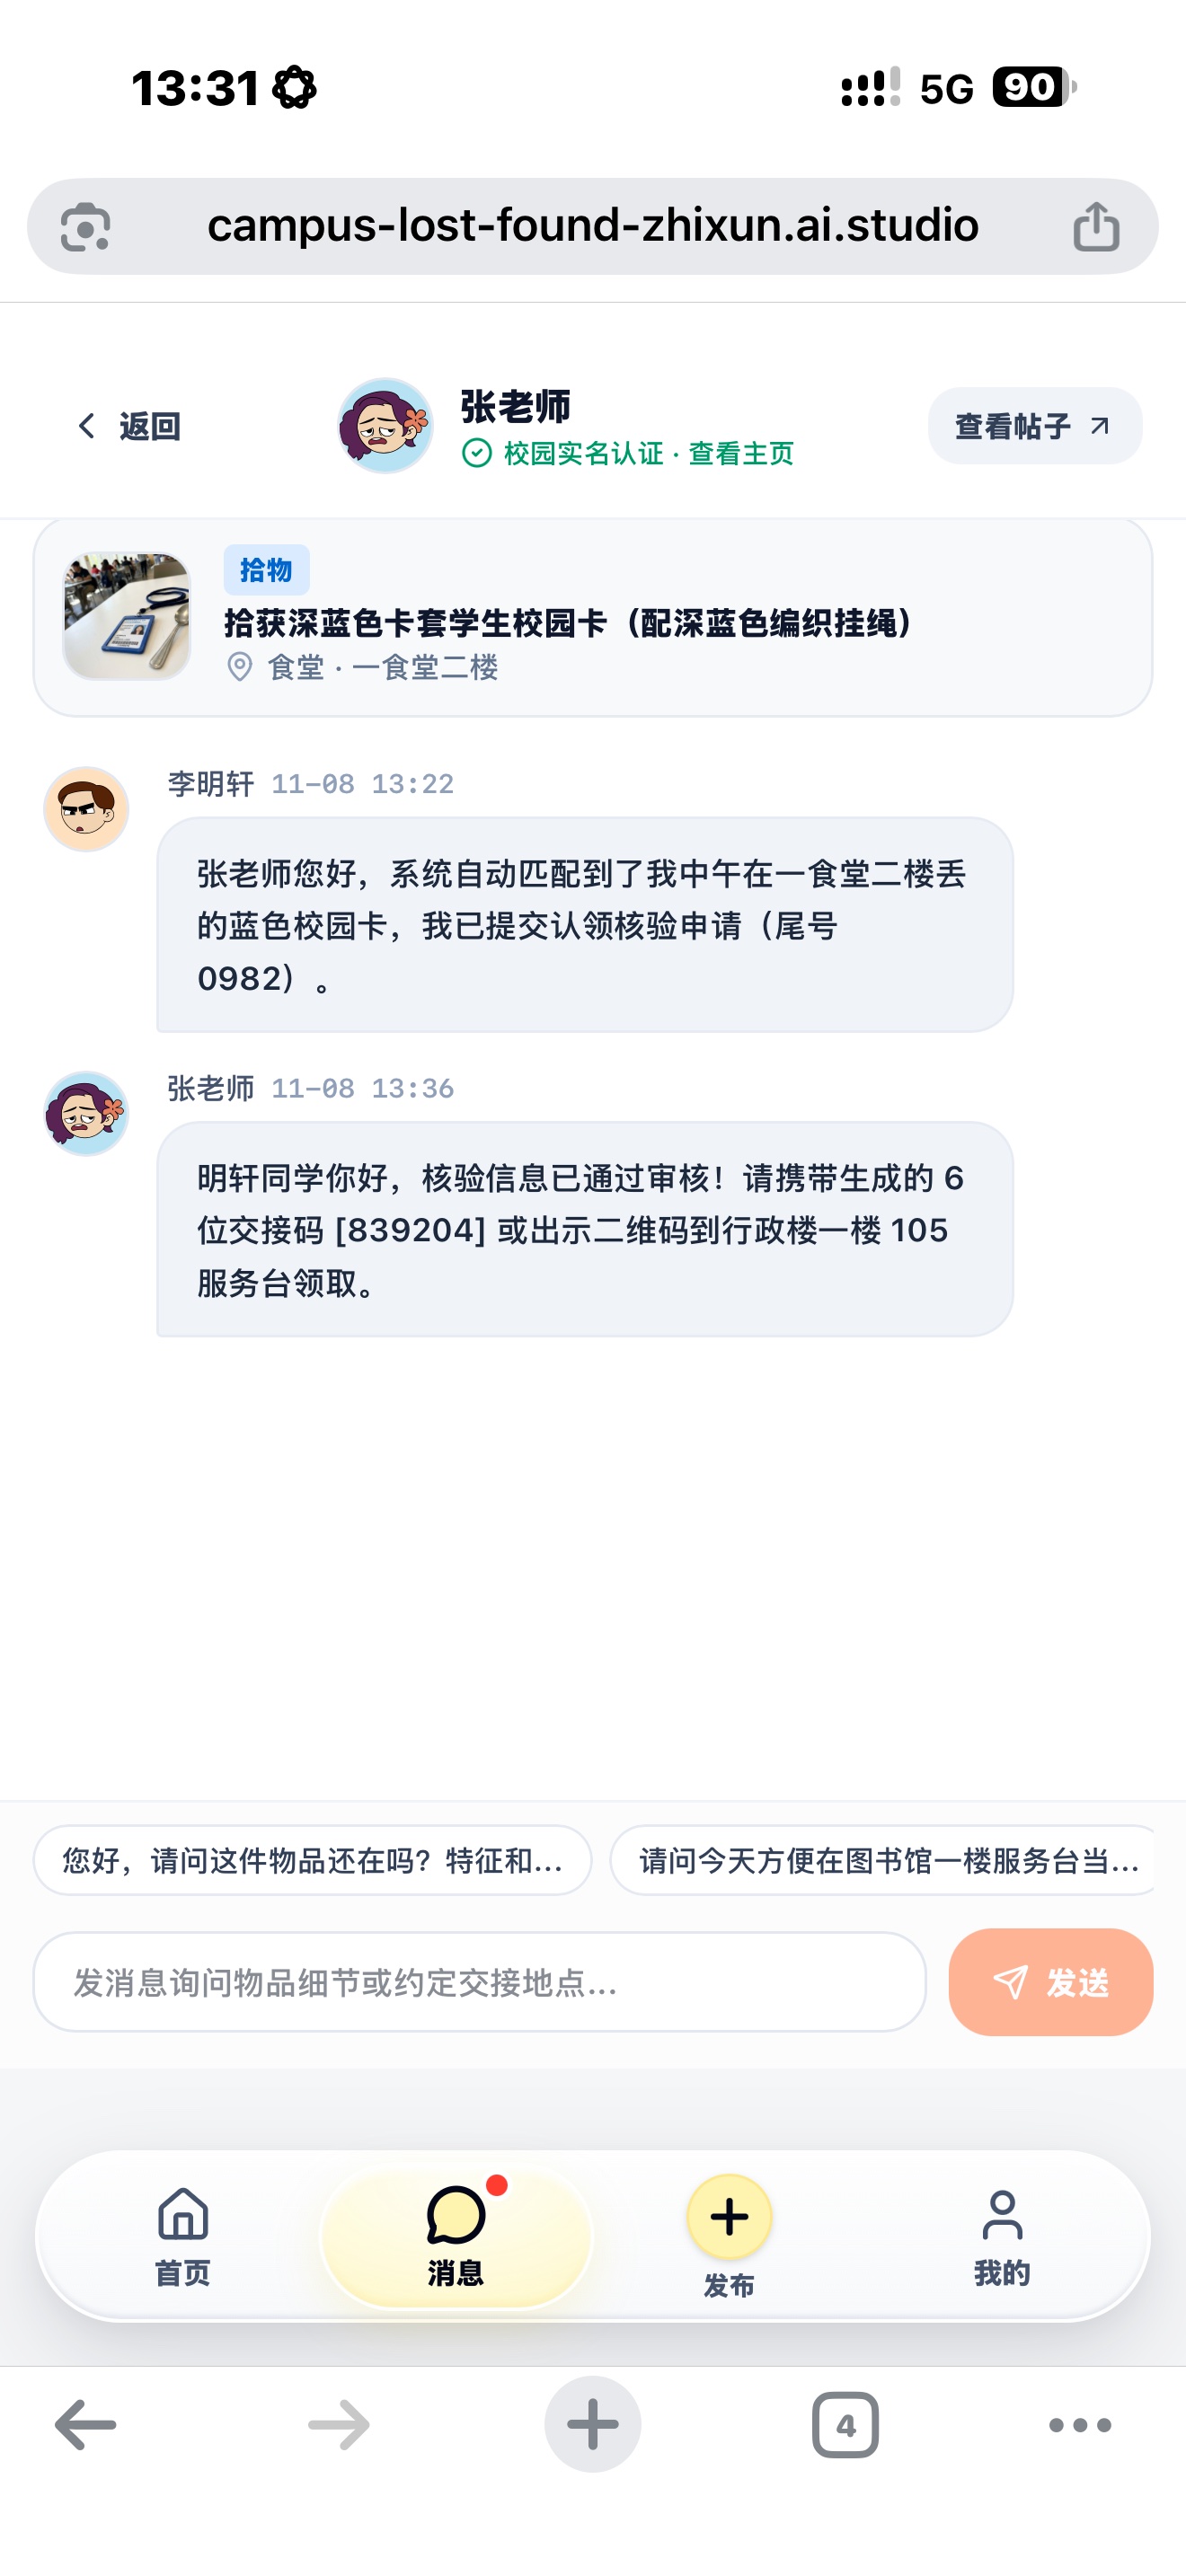 13:31
5G
90
campus-lost-found-zhixun.ai.studio
返回
张老师
校园实名认证 · 查看主页
查看帖子
拾物
拾获深蓝色卡套学生校园卡（配深蓝色编织挂绳）
食堂 · 一食堂二楼
李明轩 11-08 13:22
张老师您好，系统自动匹配到了我中午在一食堂二楼丢
的蓝色校园卡，我已提交认领核验申请（尾号
0982）。
张老师 11-08 13:36
明轩同学你好，核验信息已通过审核！请携带生成的 6
位交接码 [839204] 或出示二维码到行政楼一楼 105
服务台领取。
您好，请问这件物品还在吗？特征和...
请问今天方便在图书馆一楼服务台当...
发消息询问物品细节或约定交接地点...
发送
首页
消息
发布
我的
4